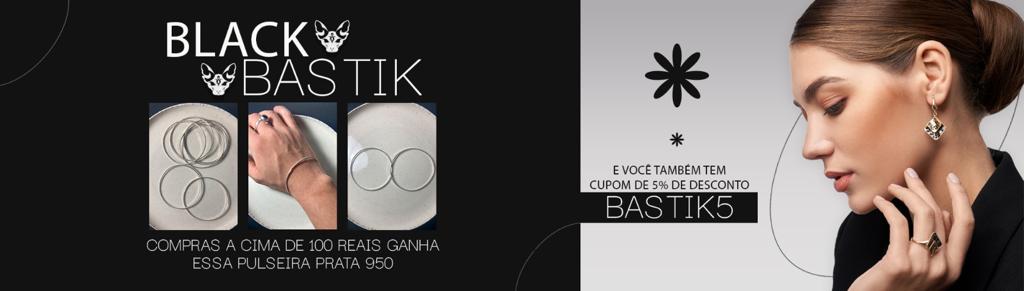 BLACK
BASTIK
COMPRAS A CIMA DE 100 REAIS GANHA
ESSA PULSEIRA PRATA 950
E VOCÊ TAMBÉM TEM
CUPOM DE 5% DE DESCONTO
BASTIK5